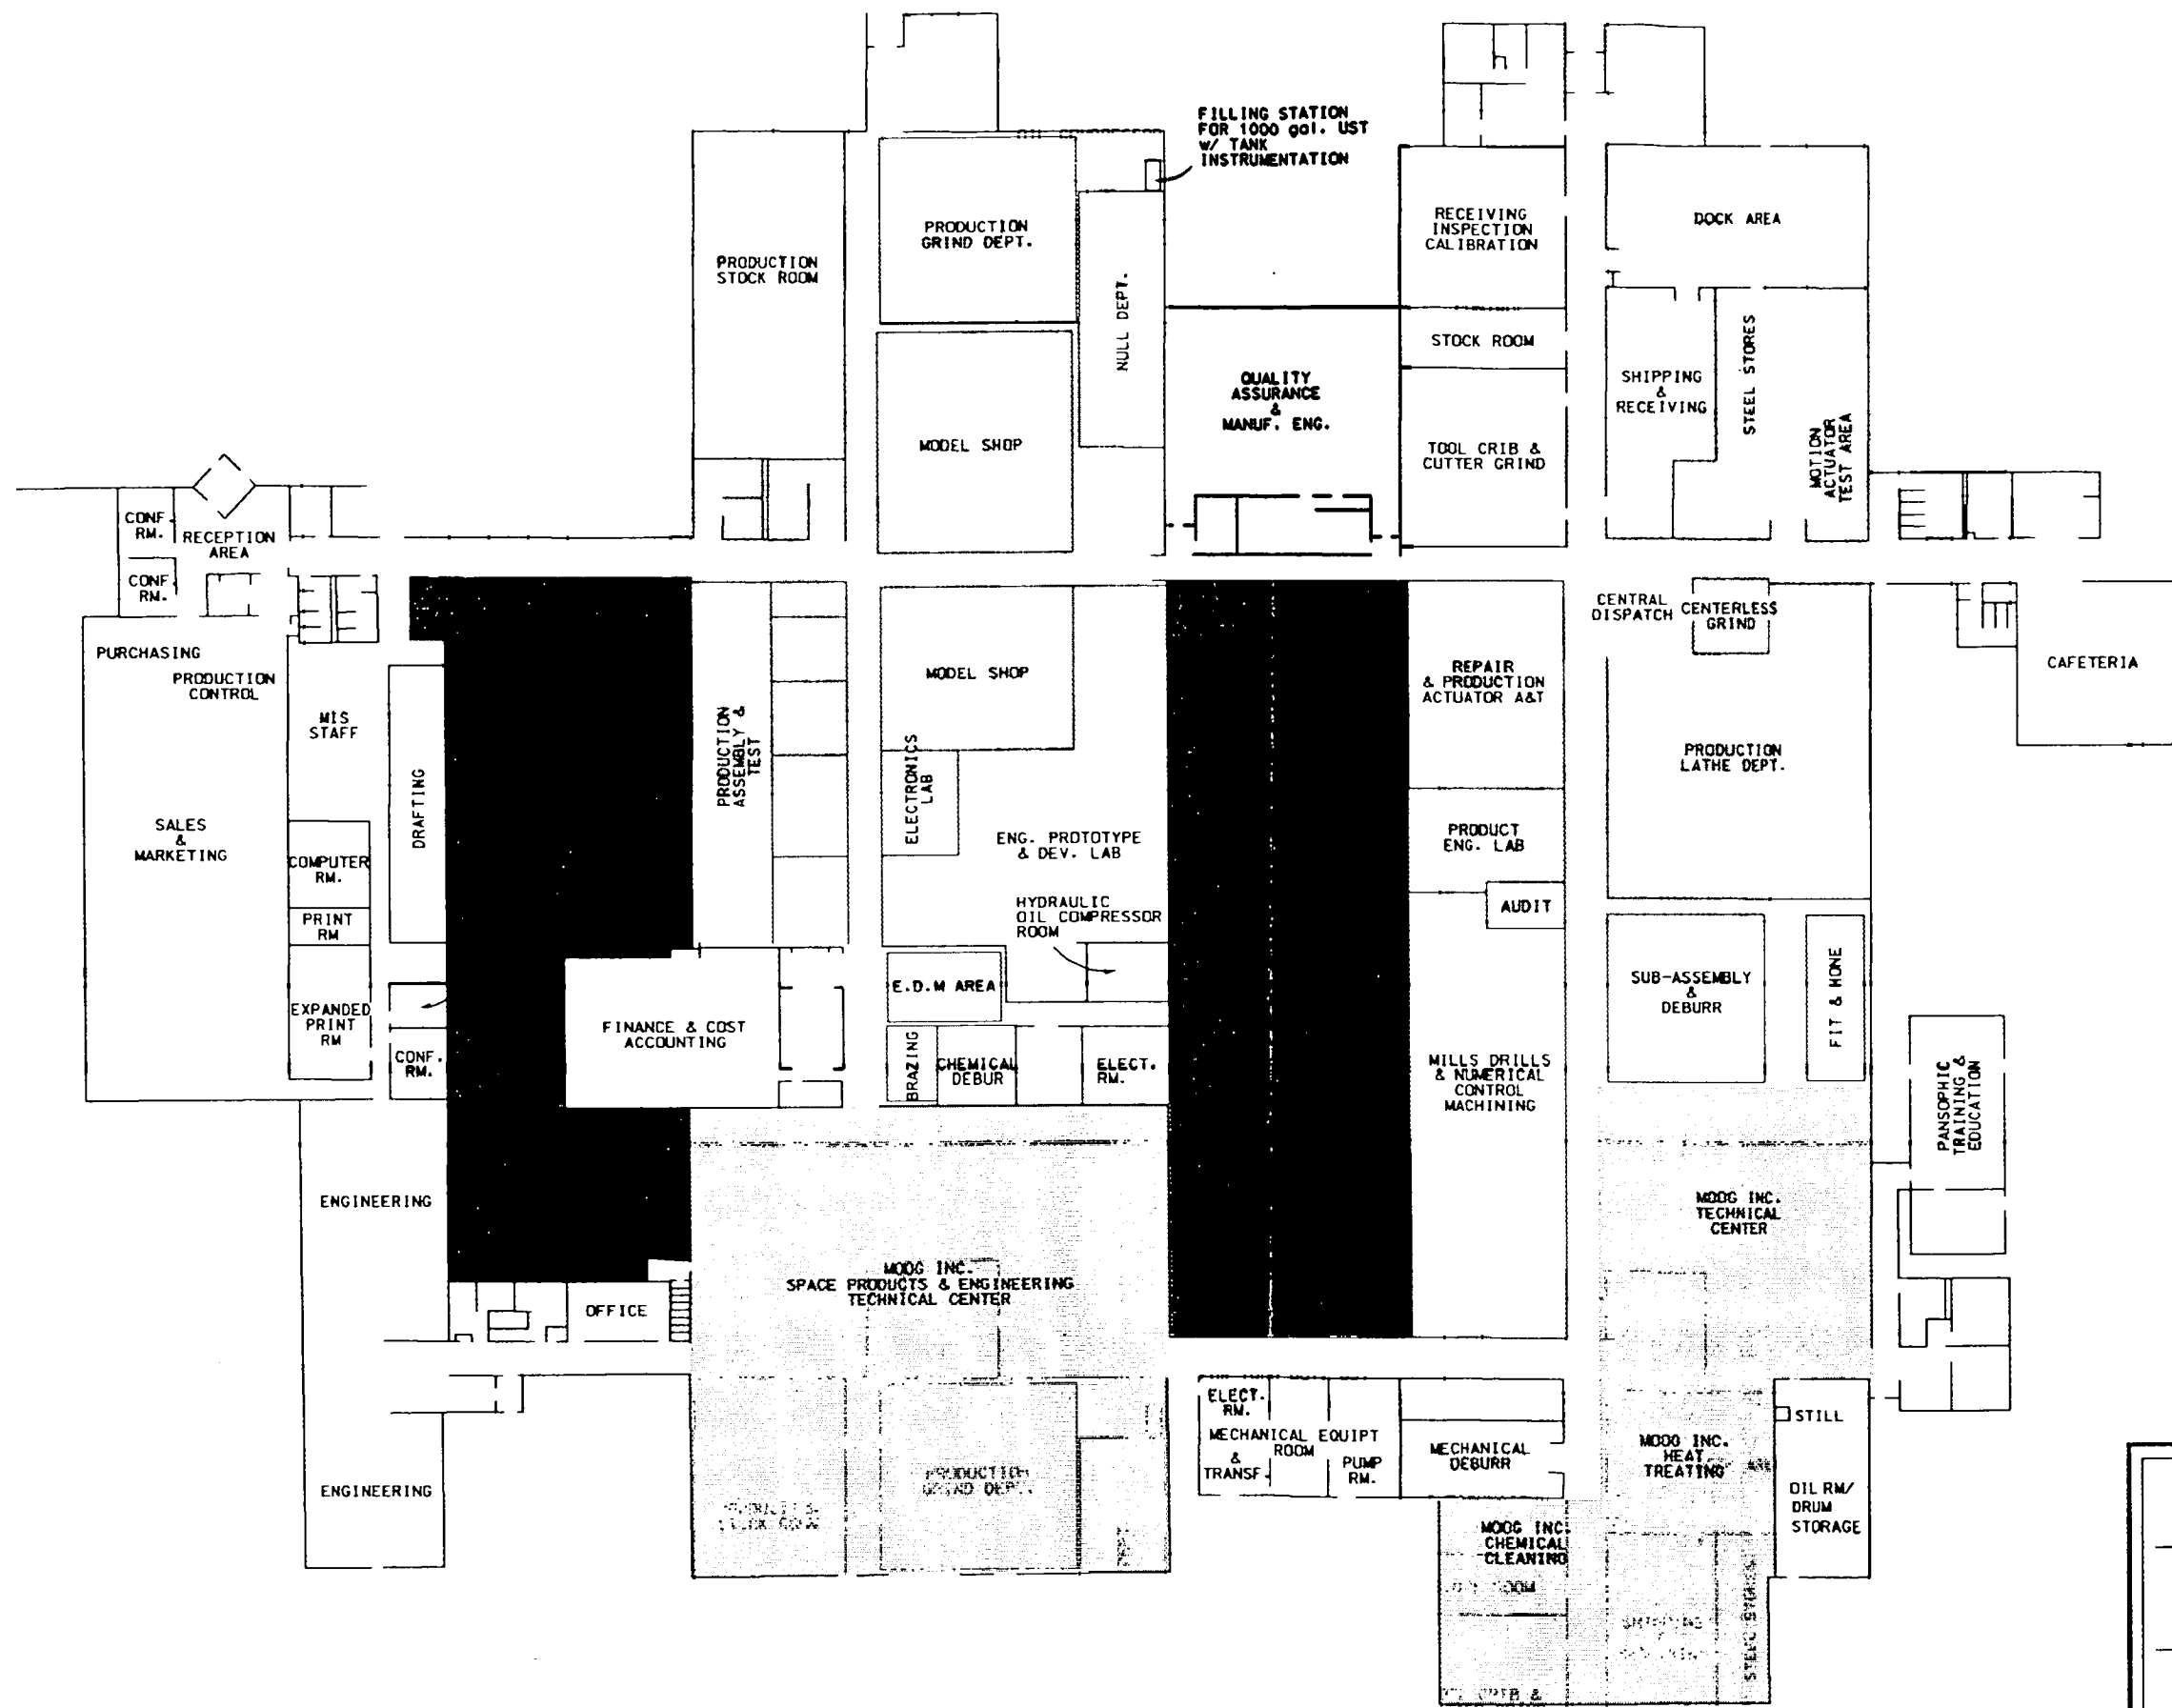 FILLING STATION
FOR 1000 gal. UST
w/ TANK
INSTRUMENTATION
PRODUCTION
GRIND DEPT.
RECEIVING
INSPECTION
CALIBRATION
DOCK AREA
PRODUCTION
STOCK ROOM
NULL DEPT.
STOCK ROOM
QUALITY
ASSURANCE
&
MANUF. ENG.
SHIPPING
&
RECEIVING
STEEL STORES
MODEL SHOP
TOOL CRIB &
CUTTER GRIND
MOTION
ACTUATOR
TEST AREA
CONF.
RM.
RECEPTION
AREA
CONF.
RM.
CENTRAL
DISPATCH
CENTERLESS
GRIND
PURCHASING
PRODUCTION
CONTROL
MIS
STAFF
MODEL SHOP
REPAIR
& PRODUCTION
ACTUATOR A&T
CAFETERIA
DRAFTING
PRODUCTION
ASSEMBLY &
TEST
ELECTRONICS
LAB
PRODUCTION
LATHE DEPT.
SALES
&
MARKETING
COMPUTER
RM.
ENG. PROTOTYPE
& DEV. LAB
PRODUCT
ENG. LAB
PRINT
RM
HYDRAULIC
OIL COMPRESSOR
ROOM
AUDIT
E.D.M AREA
SUB-ASSEMBLY
&
DEBURR
FIT & HONE
EXPANDED
PRINT
RM
FINANCE & COST
ACCOUNTING
CONF.
RM.
BRAZING
CHEMICAL
DEBUR
ELECT.
RM.
MILLS DRILLS
& NUMERICAL
CONTROL
MACHINING
PANSOPHIC
TRAINING &
EDUCATION
ENGINEERING
MOOG INC.
TECHNICAL
CENTER
MOOG INC.
SPACE PRODUCTS & ENGINEERING
TECHNICAL CENTER
OFFICE
ELECT.
RM.
MECHANICAL EQUIPT
ROOM
&
TRANSF.
PUMP
RM.
MECHANICAL
DEBURR
MOOG INC.
HEAT
TREATING
STILL
ENGINEERING
PRODUCTION
GRIND DEPT.
OIL RM/
DRUM
STORAGE
MOOG INC.
CHEMICAL
CLEANING
ROOM
STEEL STORES